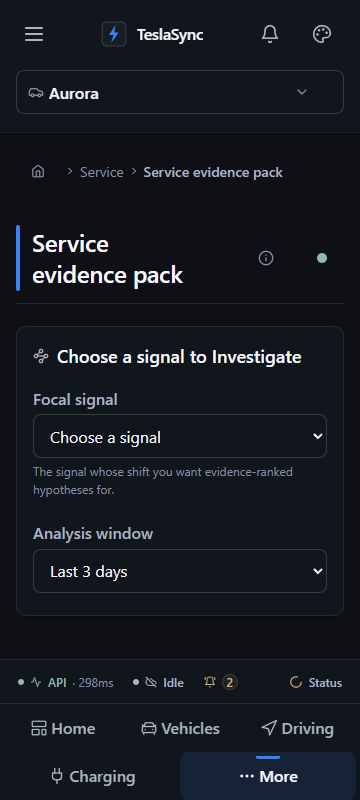 TeslaSync
Aurora
Service
Service evidence pack
Service
evidence pack
Choose a signal to Investigate
Focal signal
Choose a signal
The signal whose shift you want evidence-ranked
hypotheses for.
Analysis window
Last 3 days
API · 298ms
Idle
2
Status
Home
Vehicles
Driving
Charging
More